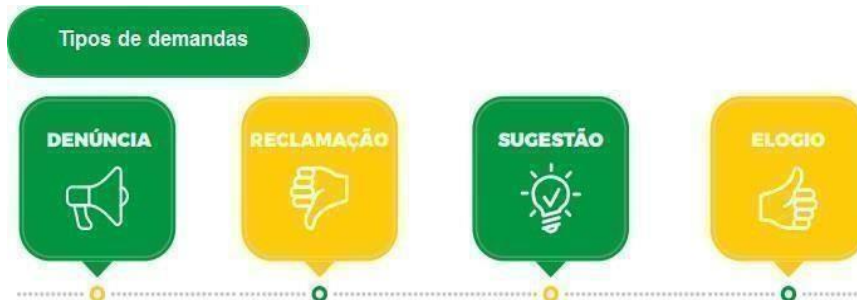 Tipos de demandas
DENÚNCIA
RECLAMAÇÃO
SUGESTÃO
ELOGIO